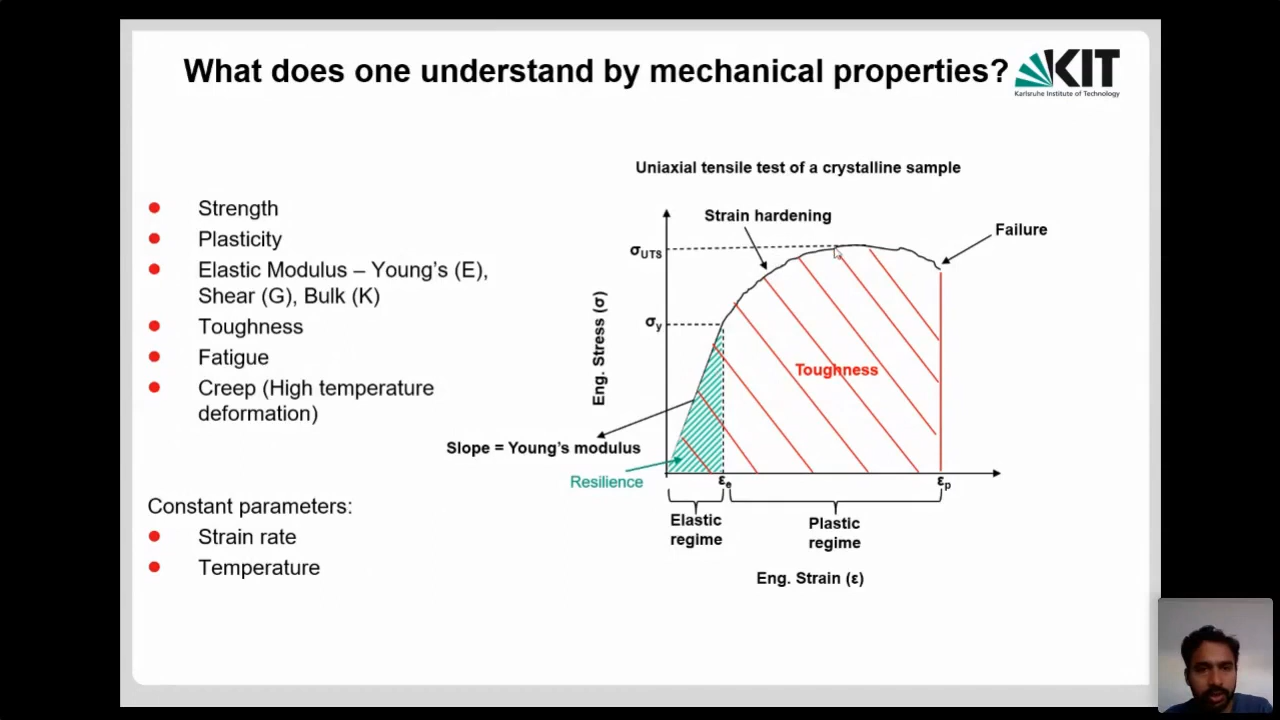 What does one understand by mechanical properties?
KIT
Karlsruhe Institute of Technology
Strength
Plasticity
Elastic Modulus – Young's (E),
Shear (G), Bulk (K)
Toughness
Fatigue
Creep (High temperature
deformation)
Constant parameters:
Strain rate
Temperature
Uniaxial tensile test of a crystalline sample
Strain hardening
Failure
σUTS
σy
Eng. Stress (σ)
Toughness
Slope = Young's modulus
Resilience
εe
εp
Elastic
regime
Plastic
regime
Eng. Strain (ε)